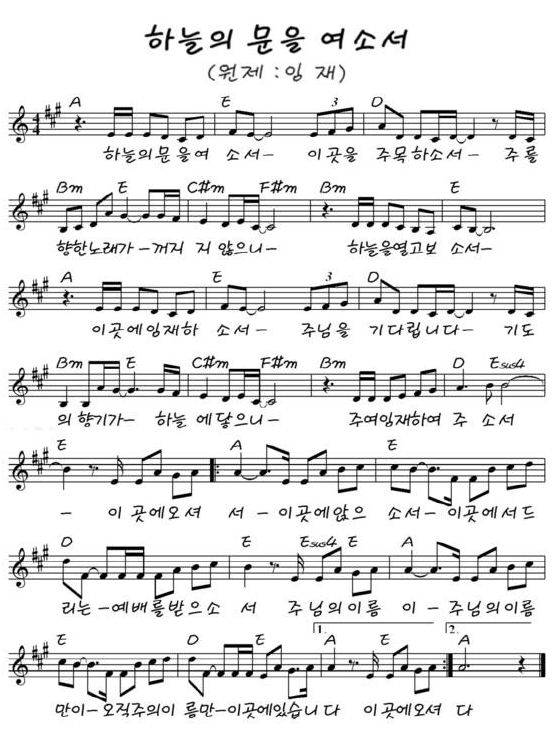 하늘의 문을 여소서
(원제 : 임 재)
A E 3 D
하늘의문을여 소서- 이곳을 주목하소서- 주를
Bm E C#m F#m Bm E
향한노래가-꺼지 지 않으니- 하늘을열고보 소서-
A E 3 D
이곳에임재하 소서- 주님을 기다립니다- 기도
Bm E C#m F#m Bm D Esus4
의향기가- 하늘 에닿으니- 주여임재하여 주 소서
E A E
- 이 곳에오셔 서-이곳에앉으 소서-이곳에서드
D E Esus4 E A
리는-예배를받으소 서 주님의이름 이-주님의이름
E D E 1. A 2. A
만이-오직주의이 름만-이곳에있습니 다 이곳에오셔 다